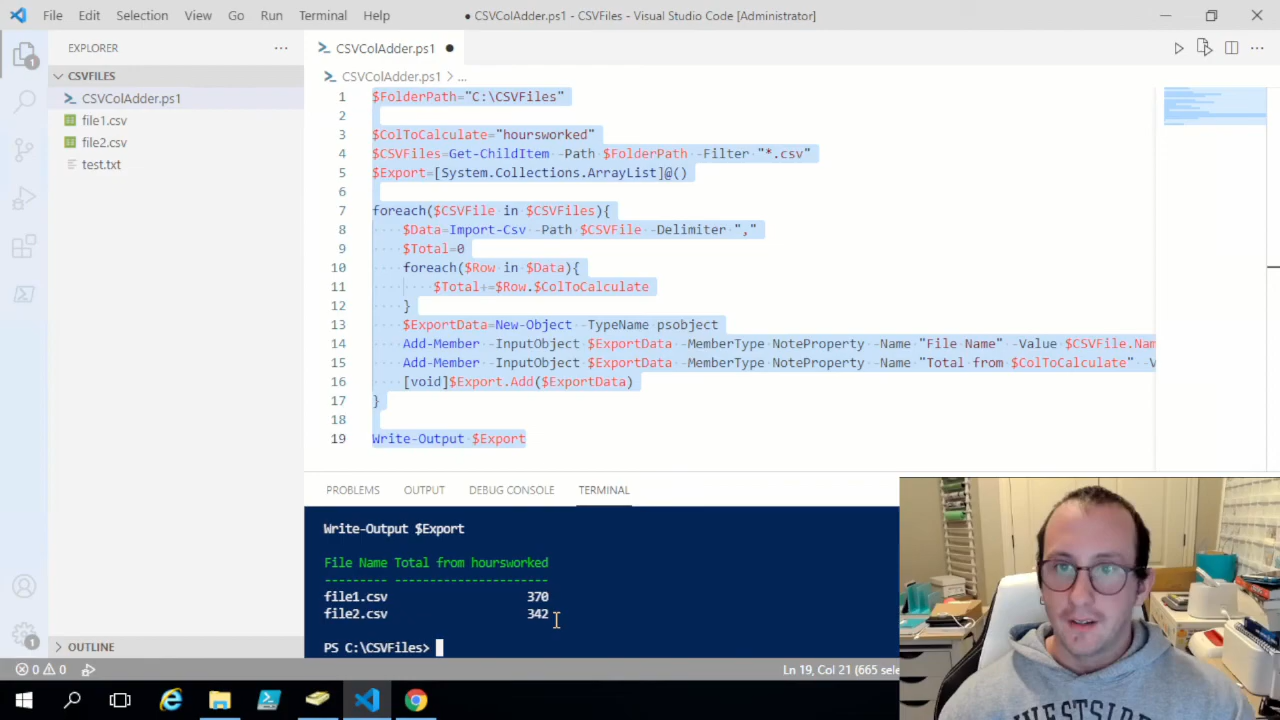 File Edit Selection View Go Run Terminal Help ● CSVColAdder.ps1 - CSVFiles - Visual Studio Code [Administrator]
EXPLORER ···
CSVFILES
CSVColAdder.ps1
file1.csv
file2.csv
test.txt
OUTLINE
1
1
CSVColAdder.ps1 ●
CSVColAdder.ps1 > ...
1 $FolderPath="C:\CSVFiles"
2
3 $ColToCalculate="hoursworked"
4 $CSVFiles=Get-ChildItem -Path $FolderPath -Filter "*.csv"
5 $Export=[System.Collections.ArrayList]@()
6
7 foreach($CSVFile in $CSVFiles){
8 $Data=Import-Csv -Path $CSVFile -Delimiter ","
9 $Total=0
10 foreach($Row in $Data){
11 $Total+=$Row.$ColToCalculate
12 }
13 $ExportData=New-Object -TypeName psobject
14 Add-Member -InputObject $ExportData -MemberType NoteProperty -Name "File Name" -Value $CSVFile.Nam
15 Add-Member -InputObject $ExportData -MemberType NoteProperty -Name "Total from $ColToCalculate" -V
16 [void]$Export.Add($ExportData)
17 }
18
19 Write-Output $Export
PROBLEMS OUTPUT DEBUG CONSOLE TERMINAL
Write-Output $Export
File Name Total from hoursworked
--------- ----------------------
file1.csv 370
file2.csv 342
PS C:\CSVFiles>
0 0 Ln 19, Col 21 (665 sele
WESTSIDE